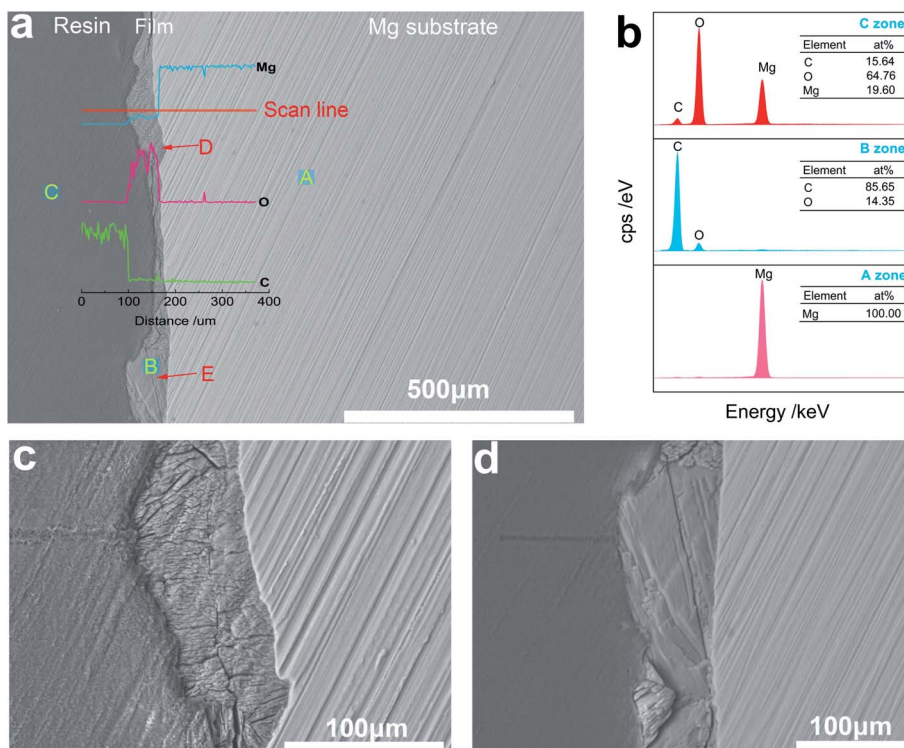 a
Resin Film Mg substrate
Mg
Scan line
D
A
C
O
C
0 100 200 300 400
Distance /um
B
E
500μm
b
cps /eV
C zone
O
Mg
C
Element at%
C 15.64
O 64.76
Mg 19.60
B zone
C
O
Element at%
C 85.65
O 14.35
A zone
Mg
Element at%
Mg 100.00
Energy /keV
c
100μm
d
100μm